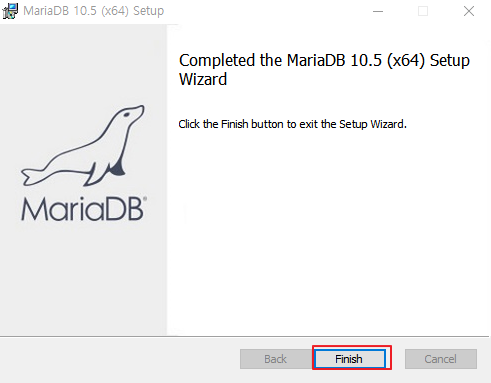 MariaDB 10.5 (x64) Setup
Completed the MariaDB 10.5 (x64) Setup
Wizard
Click the Finish button to exit the Setup Wizard.
MariaDB®
Back
Finish
Cancel